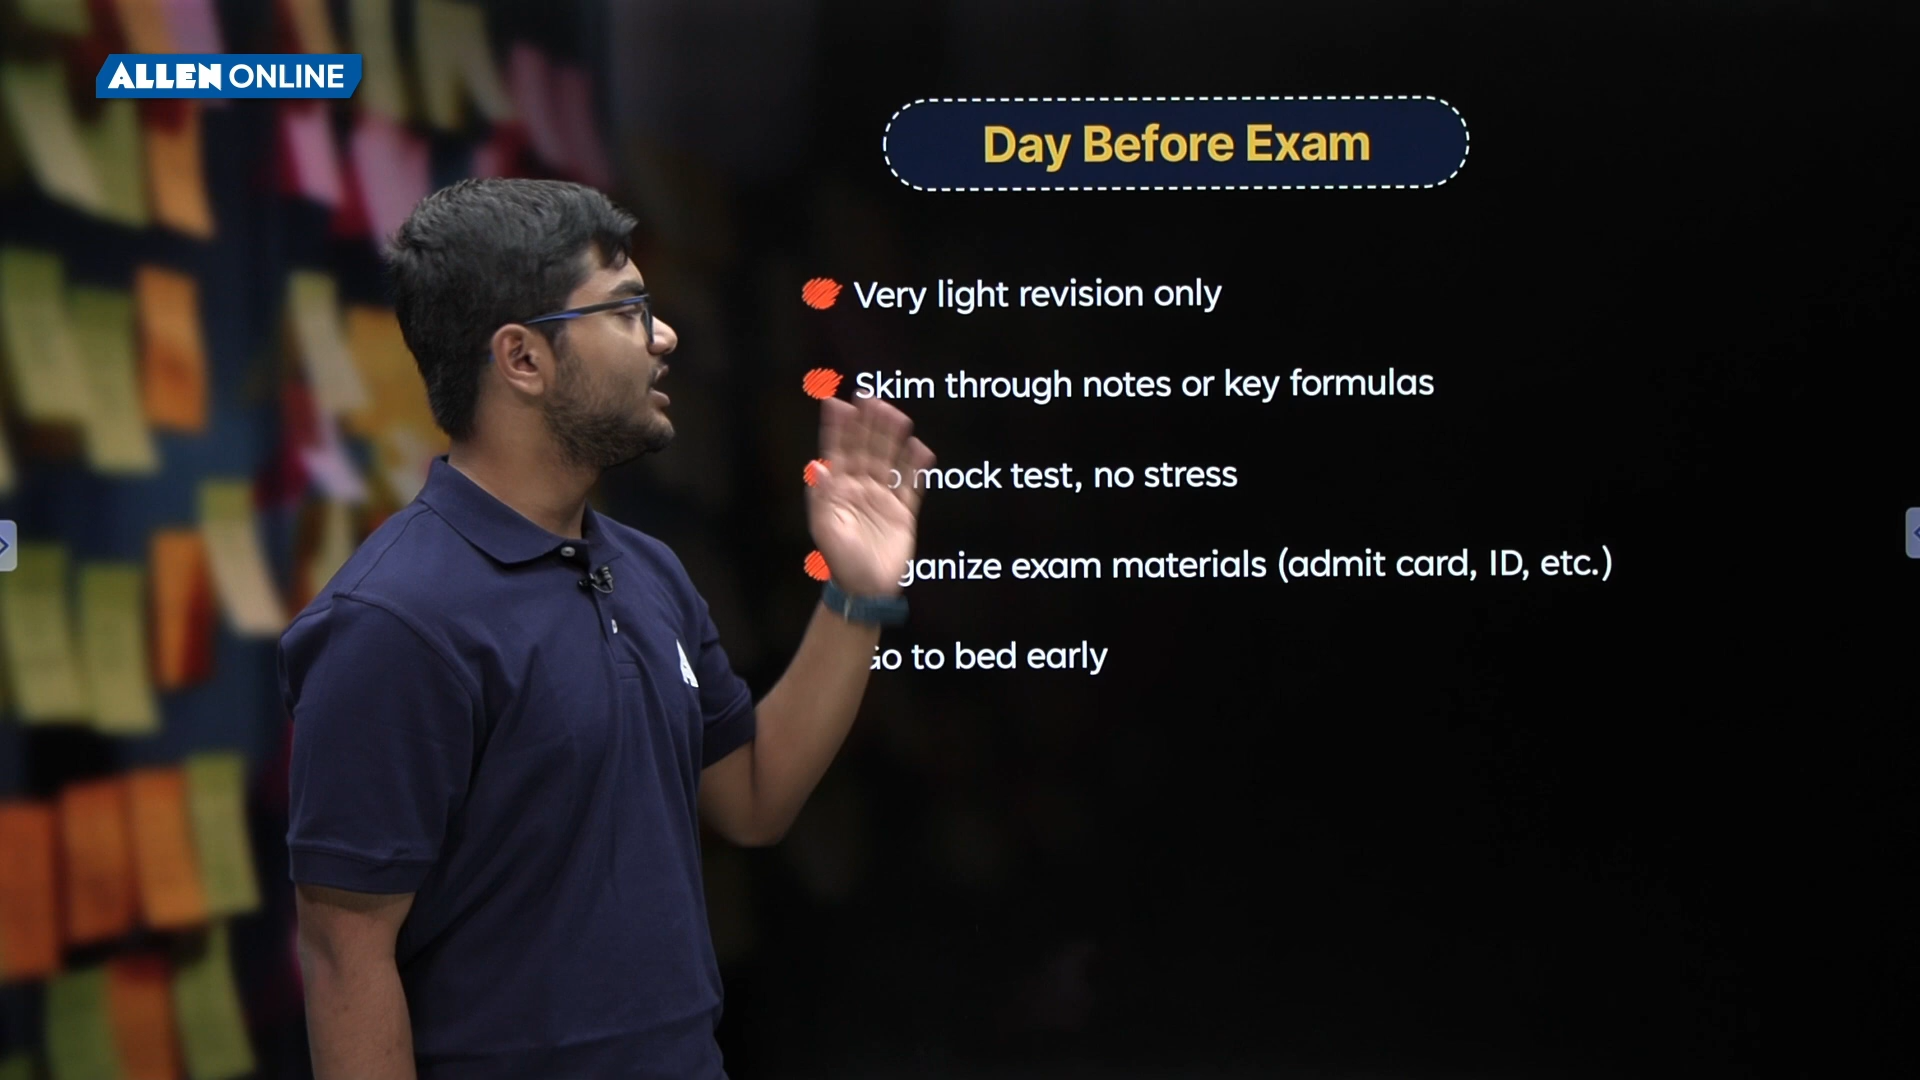 ALLEN ONLINE
Day Before Exam
Very light revision only
Skim through notes or key formulas
mock test, no stress
exam materials (admit card, ID, etc.)
Go to bed early